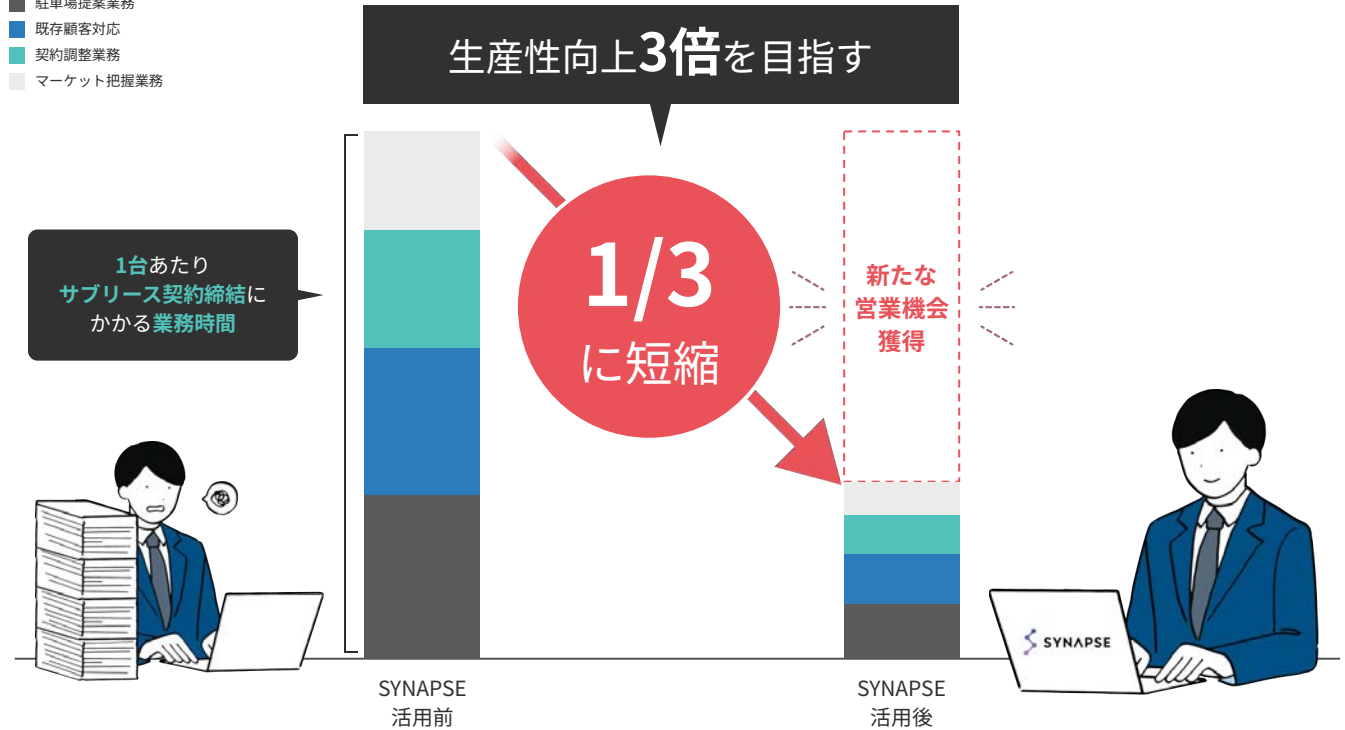 駐車場提案業務
既存顧客対応
契約調整業務
マーケット把握業務
生産性向上3倍を目指す
1台あたり
サブリース契約締結に
かかる業務時間
1/3
に短縮
新たな
営業機会
獲得
SYNAPSE
SYNAPSE
活用前
SYNAPSE
活用後